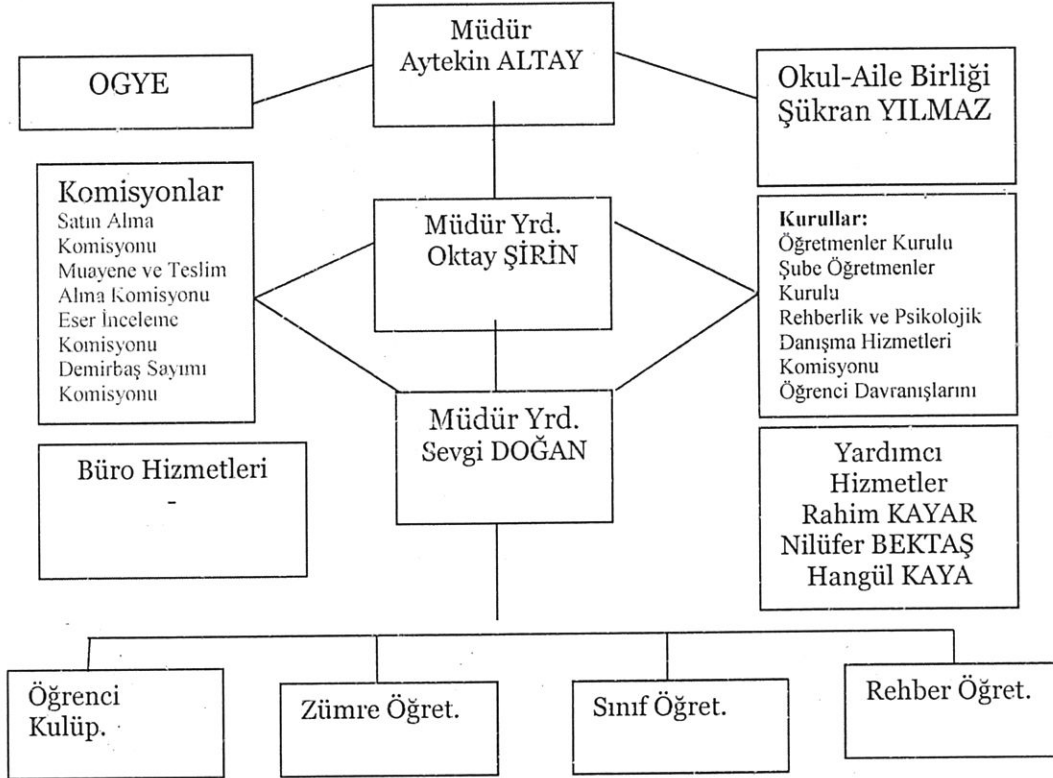 Müdür
Aytekin ALTAY
OGYE
Okul-Aile Birliği
Şükran YILMAZ
Komisyonlar
Satın Alma
Komisyonu
Muayene ve Teslim
Alma Komisyonu
Eser İnceleme
Komisyonu
Demirbaş Sayımı
Komisyonu
Müdür Yrd.
Oktay ŞİRİN
Kurullar:
Öğretmenler Kurulu
Şube Öğretmenler
Kurulu
Rehberlik ve Psikolojik
Danışma Hizmetleri
Komisyonu
Öğrenci Davranışlarını
Müdür Yrd.
Sevgi DOĞAN
Büro Hizmetleri
-
Yardımcı
Hizmetler
Rahim KAYAR
Nilüfer BEKTAŞ
Hangül KAYA
Öğrenci
Kulüp.
Zümre Öğret.
Sınıf Öğret.
Rehber Öğret.